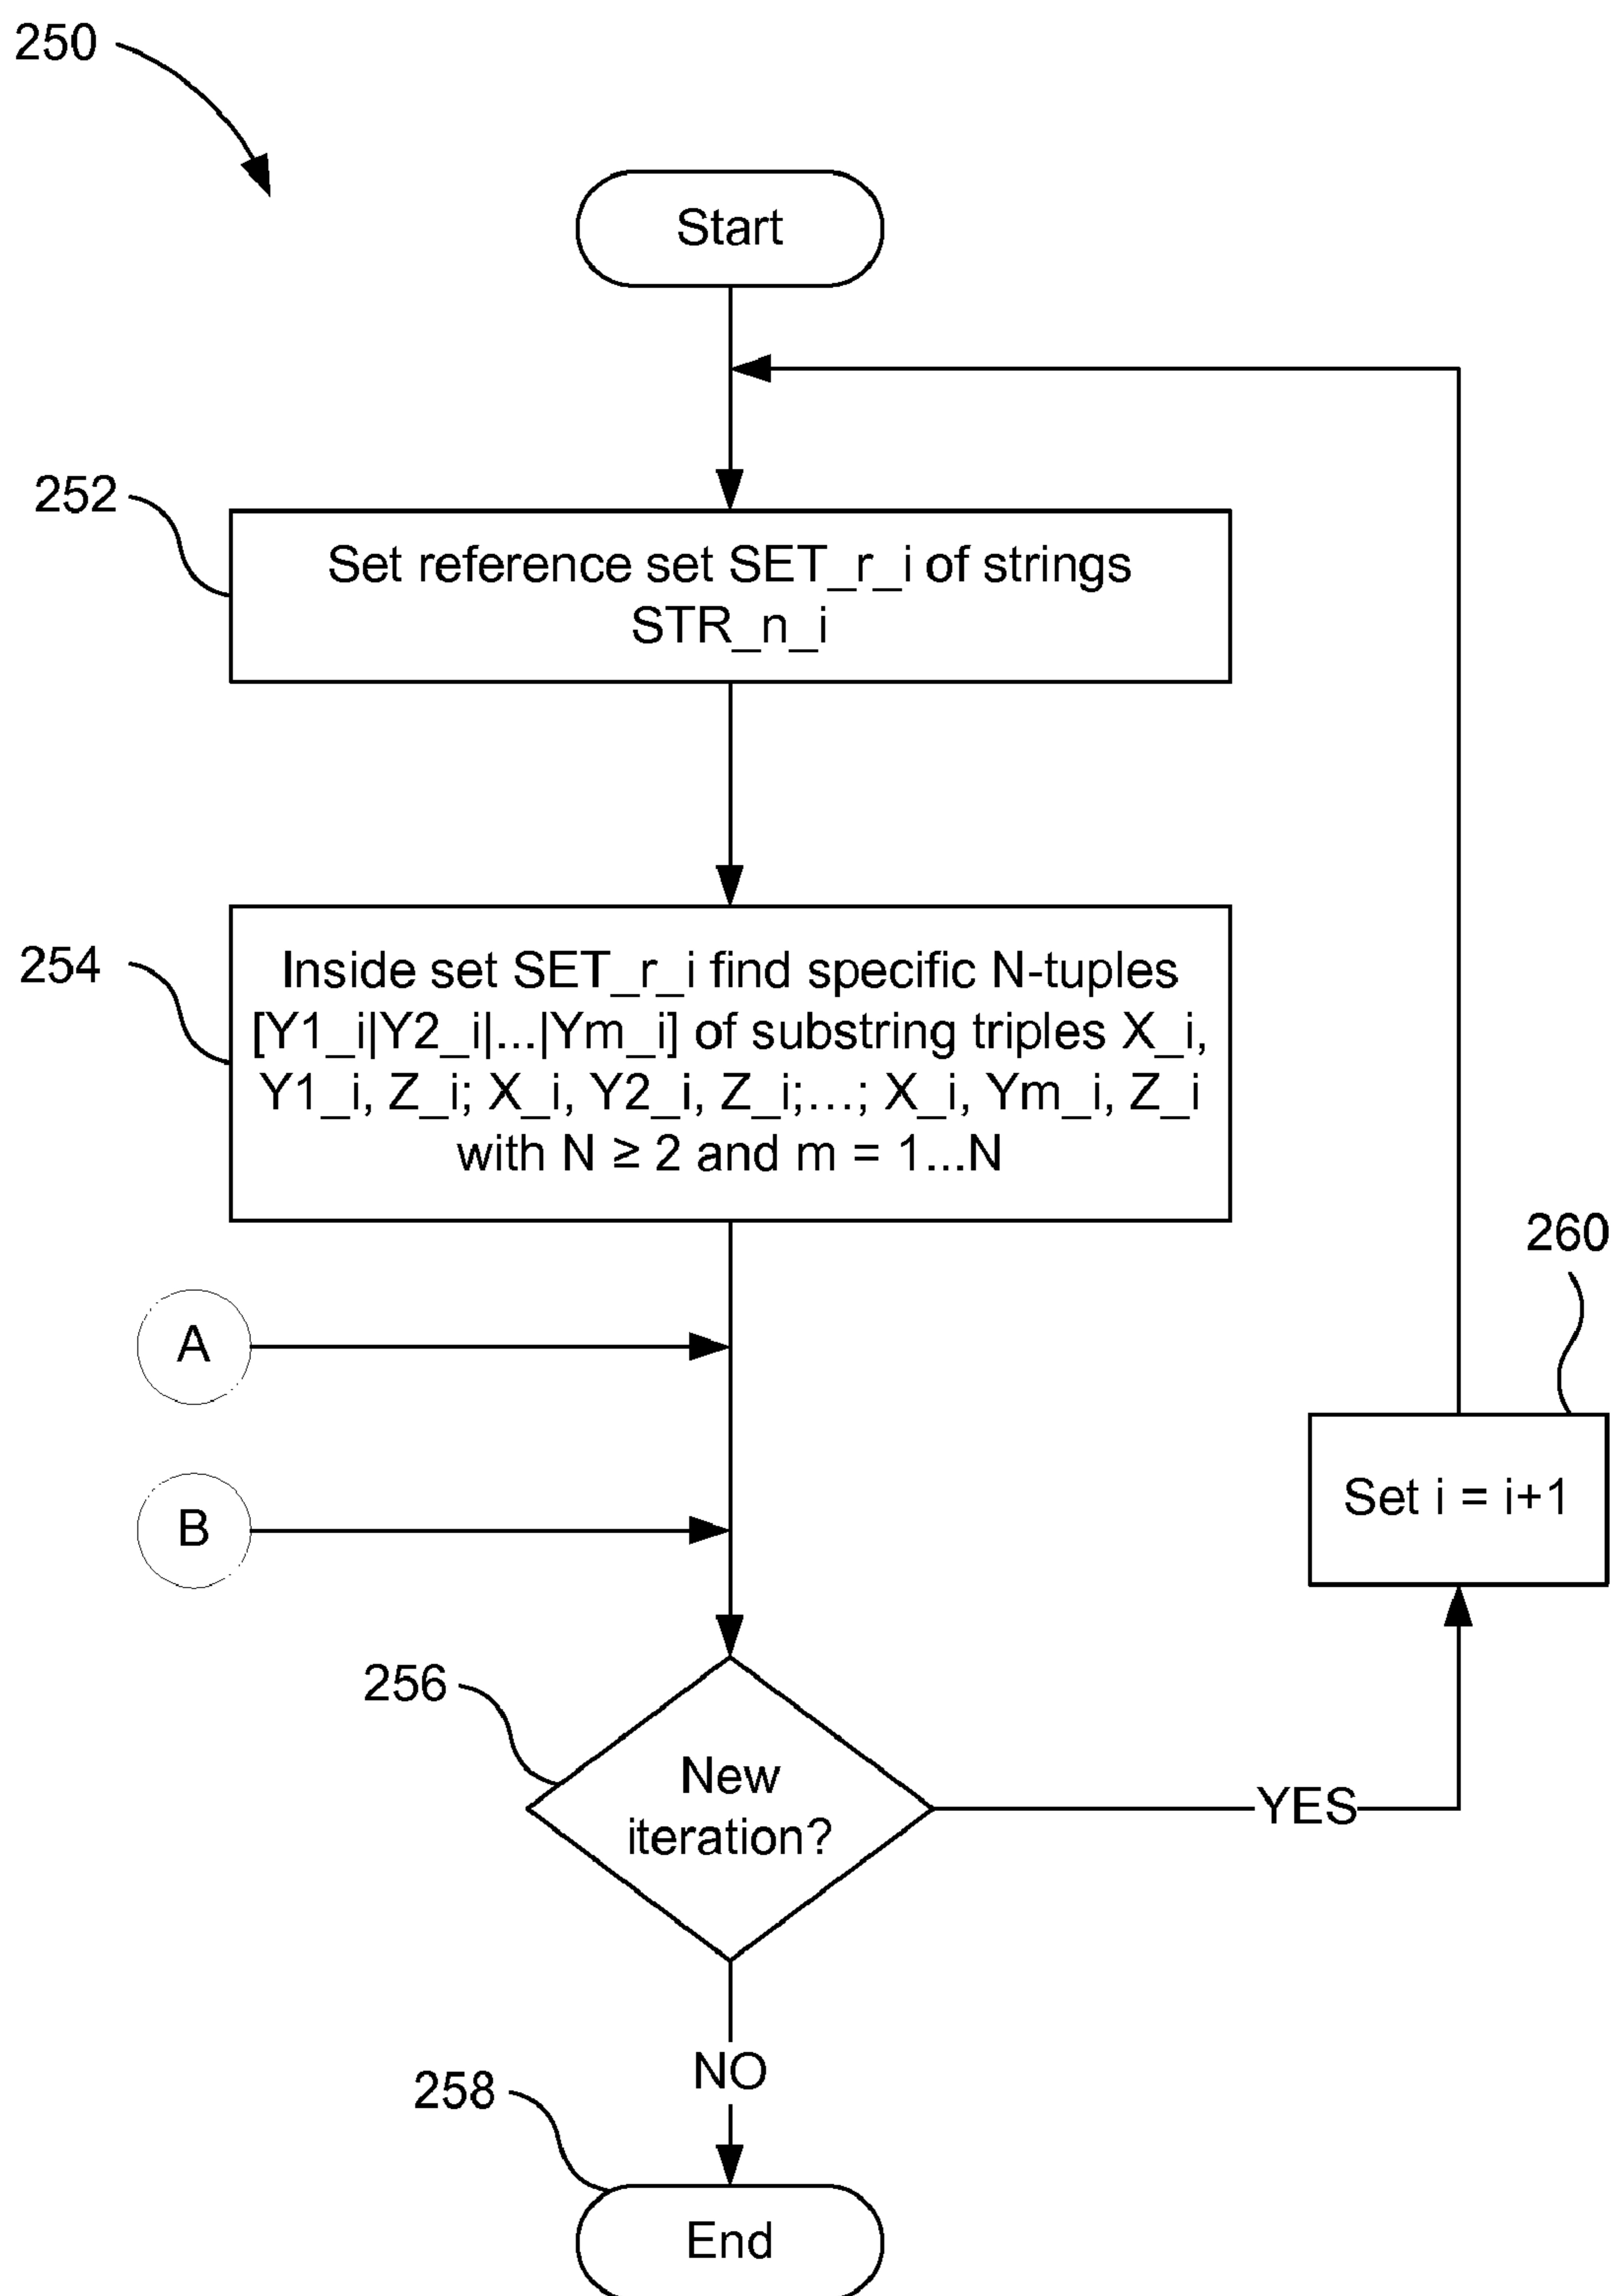 250
Start
252
Set reference set SET_r_i of strings
STR_n_i
254
Inside set SET_r_i find specific N-tuples
[Y1_i|Y2_i|...|Ym_i] of substring triples X_i,
Y1_i, Z_i; X_i, Y2_i, Z_i;...; X_i, Ym_i, Z_i
with N ≥ 2 and m = 1...N
260
A
Set i = i+1
B
256
New
iteration?
YES
NO
258
End